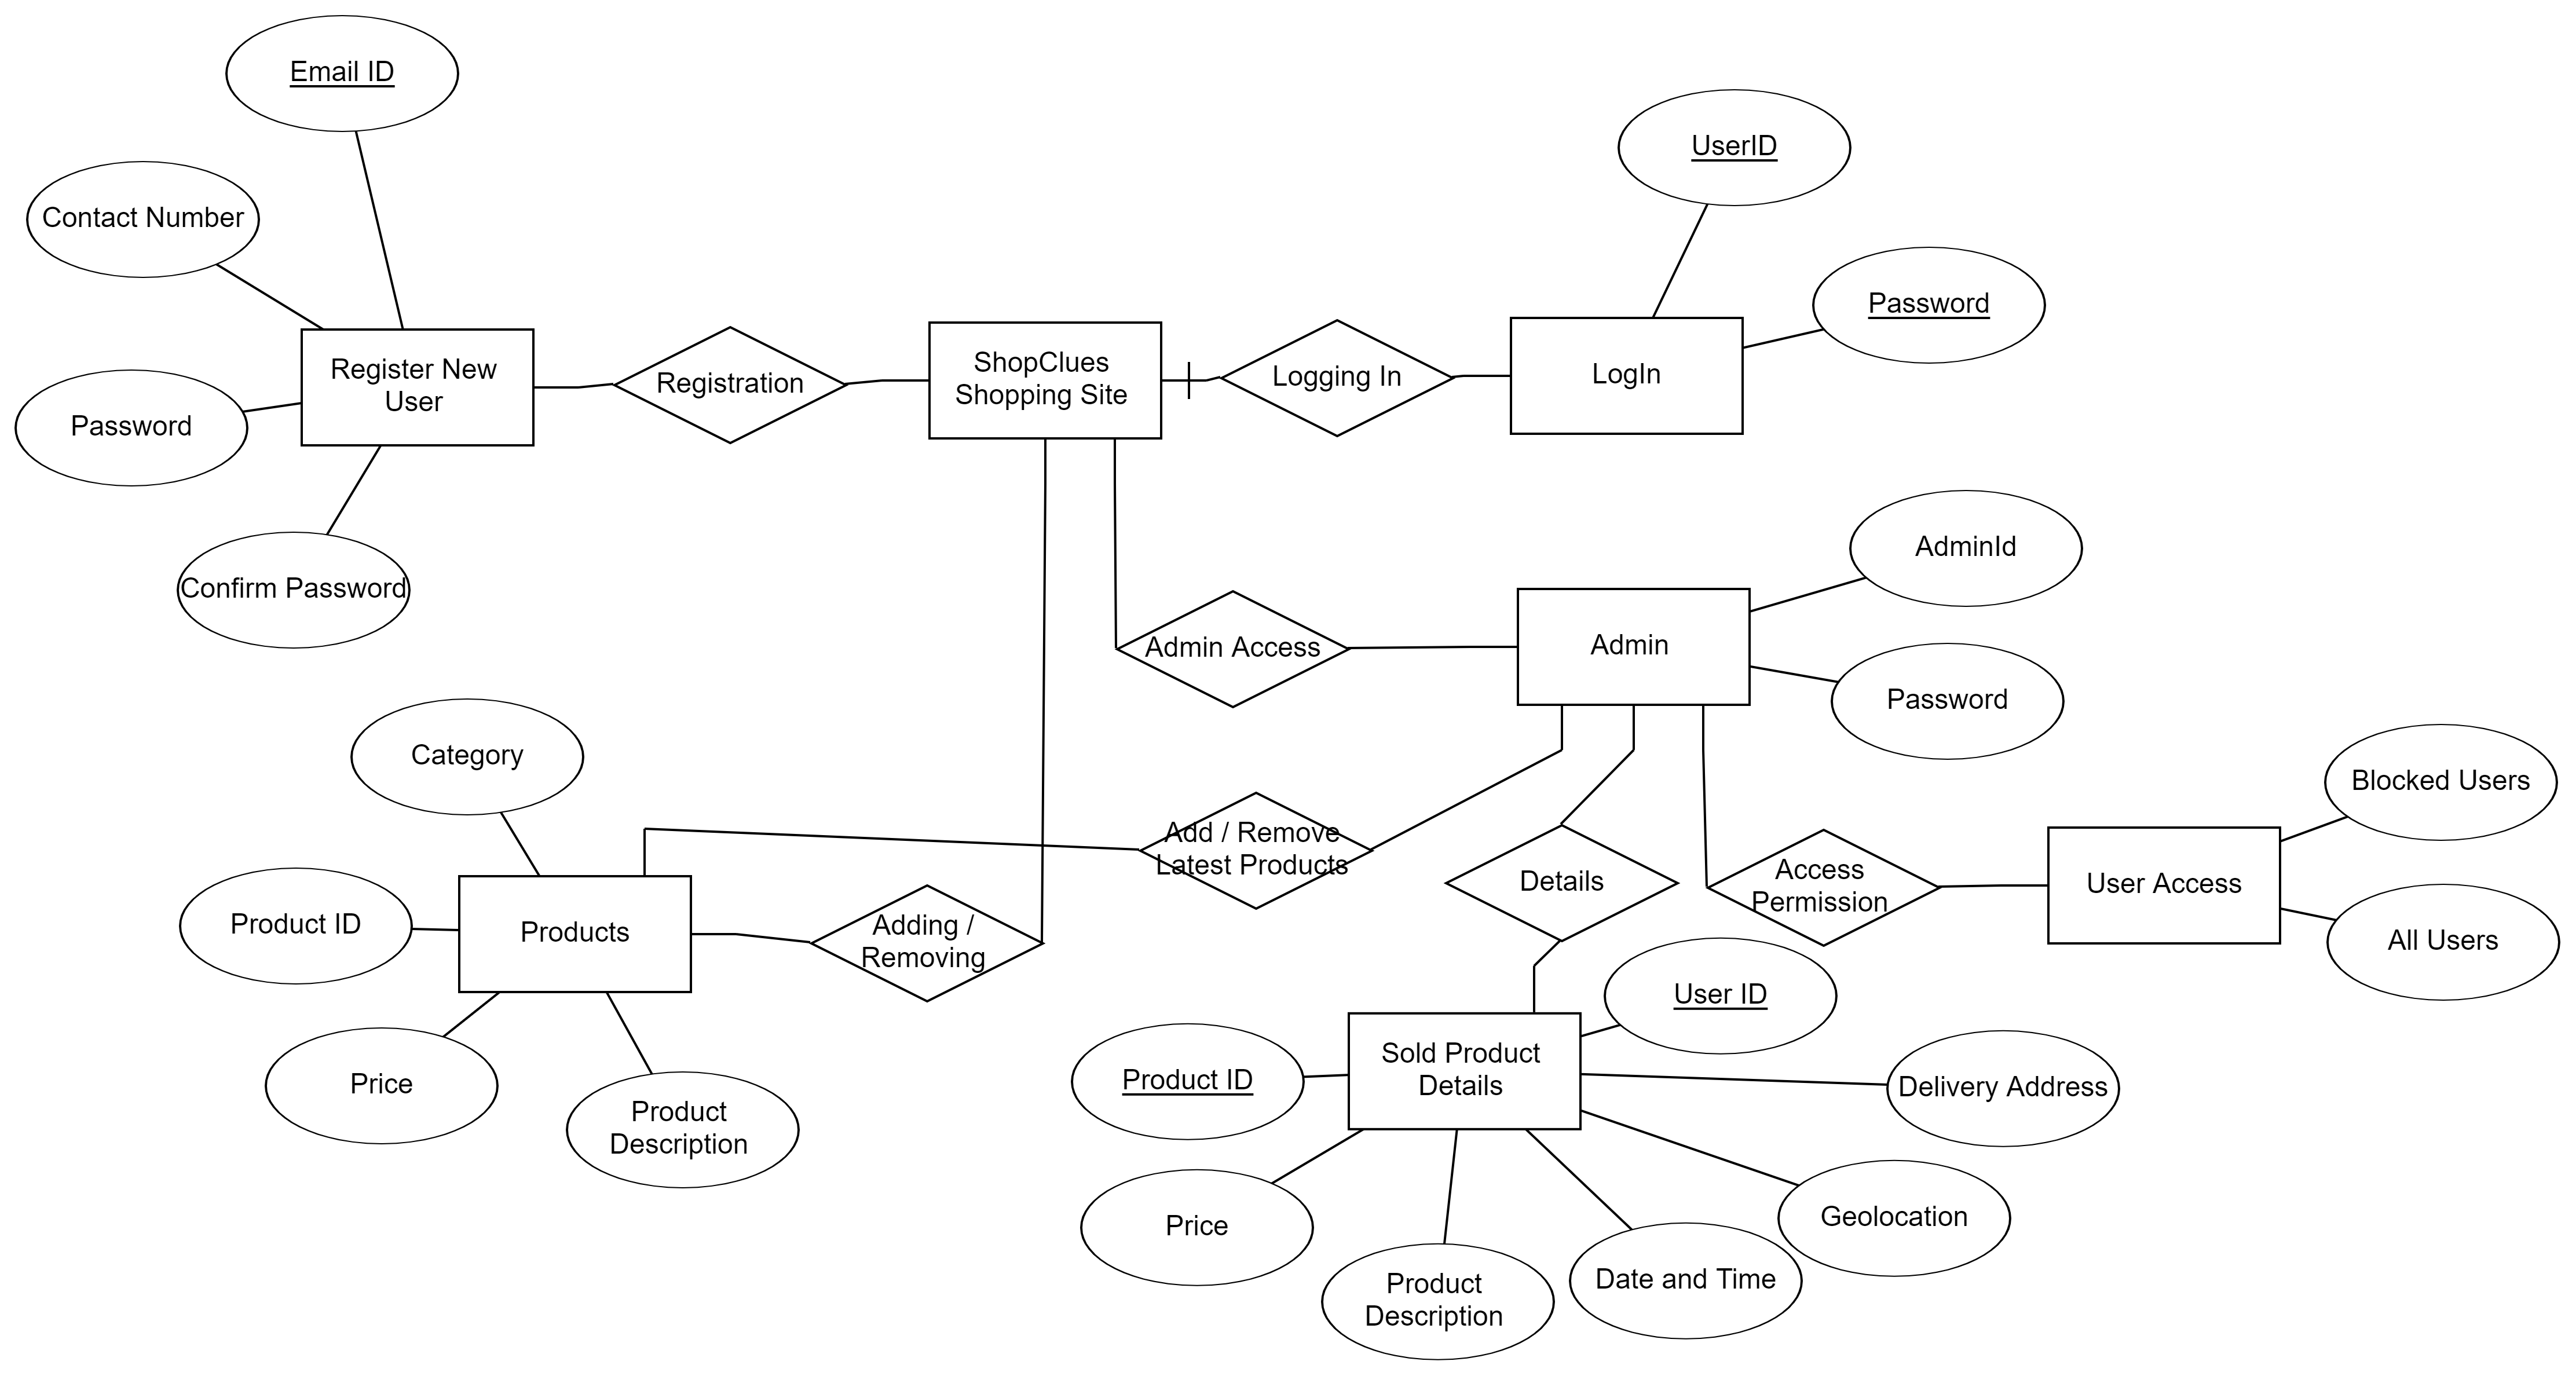 Email ID
UserID
Contact Number
Password
Register New
User
Registration
ShopClues
Shopping Site
Logging In
LogIn
Password
Confirm Password
AdminId
Admin Access
Admin
Password
Category
Blocked Users
Add / Remove
Latest Products
Details
Access
Permission
User Access
Product ID
Products
Adding /
Removing
All Users
User ID
Price
Product
Description
Product ID
Sold Product
Details
Delivery Address
Price
Geolocation
Product
Description
Date and Time